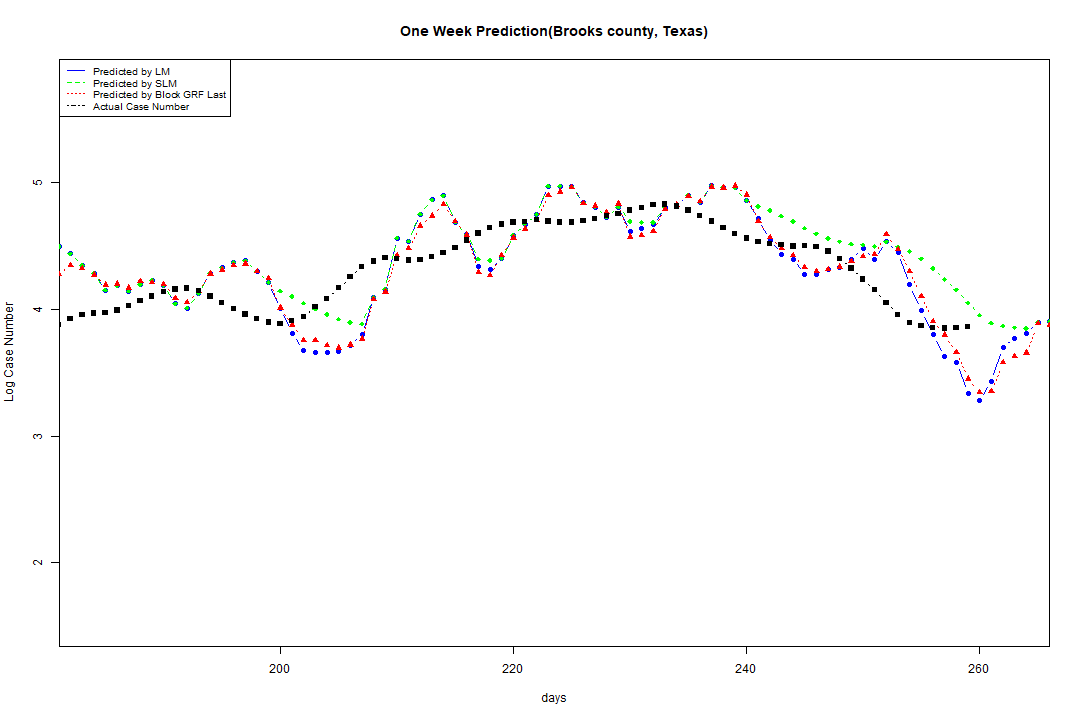 One Week Prediction(Brooks county, Texas)
Predicted by LM
Predicted by SLM
Predicted by Block GRF Last
Actual Case Number
Log Case Number
5
4
3
2
200 220 240 260
days